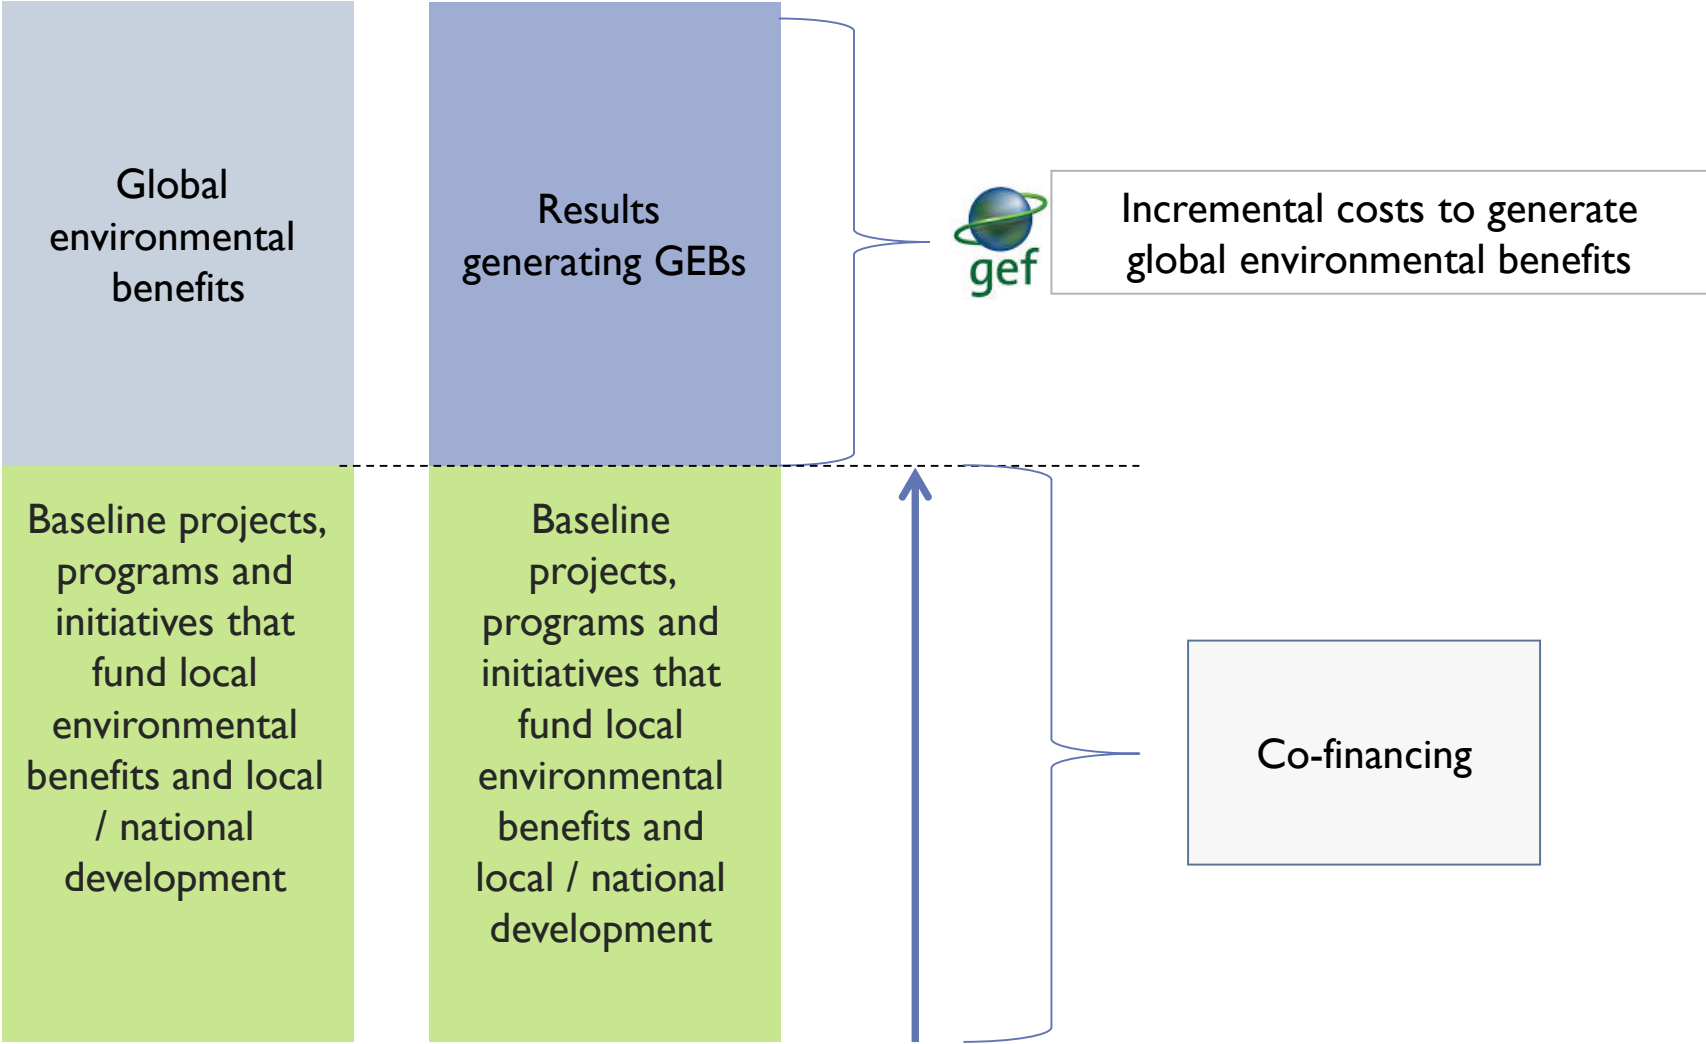 Global
environmental
benefits
Baseline projects,
programs and
initiatives that
fund local
environmental
benefits and local
/ national
development
Results
generating GEBs
Baseline
projects,
programs and
initiatives that
fund local
environmental
benefits and
local / national
development
gef
Incremental costs to generate
global environmental benefits
Co-financing